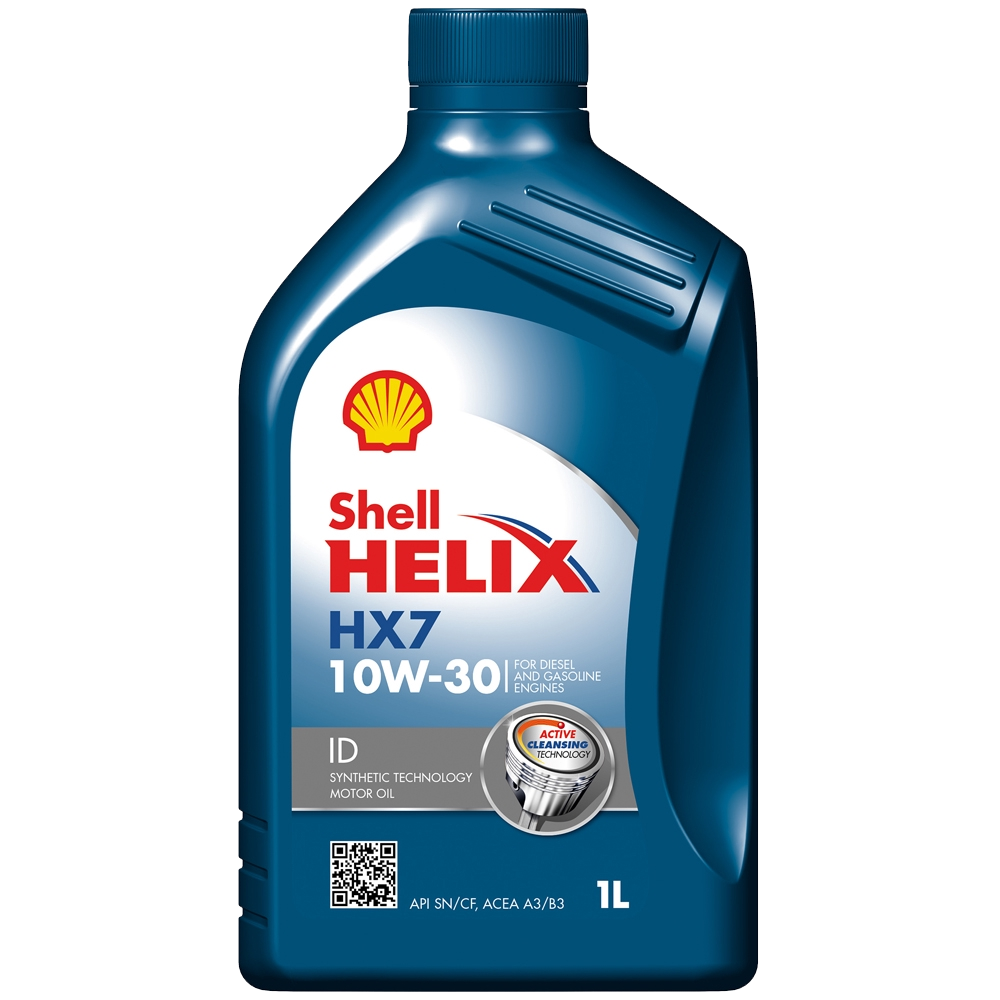 Shell
HELIX
HX7
10W-30
FOR DIESEL
AND GASOLINE
ENGINES
ACTIVE
CLEANSING
TECHNOLOGY
ID
SYNTHETIC TECHNOLOGY
MOTOR OIL
API SN/CF, ACEA A3/B3
1L